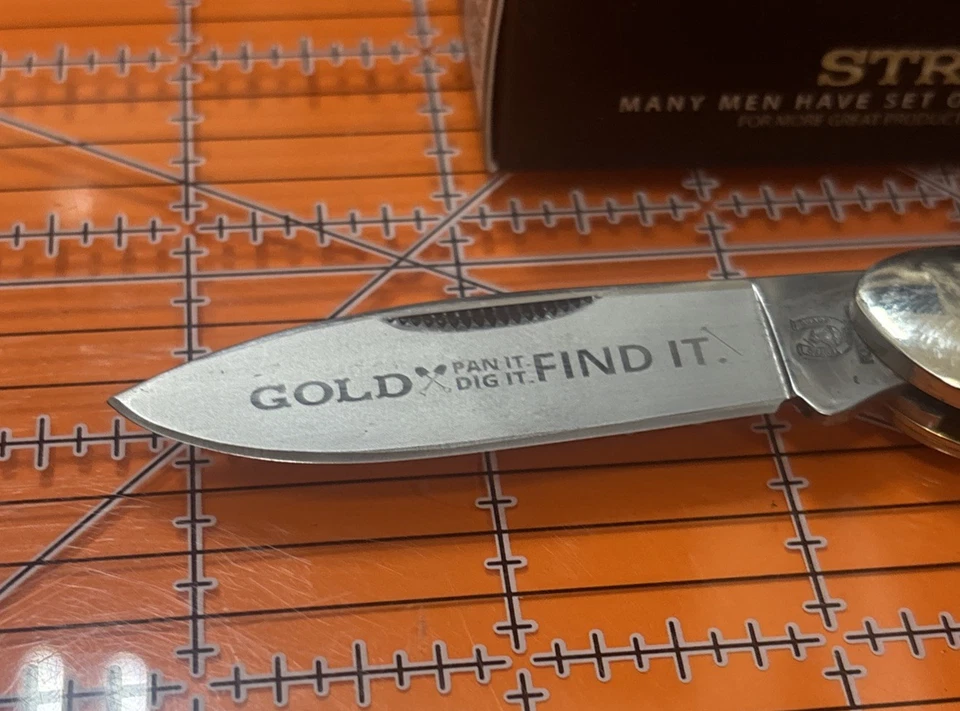 STR
MANY MEN HAVE SET O
FOR MORE GREAT PRODUCT
GOLD PAN IT. DIG IT. FIND IT.